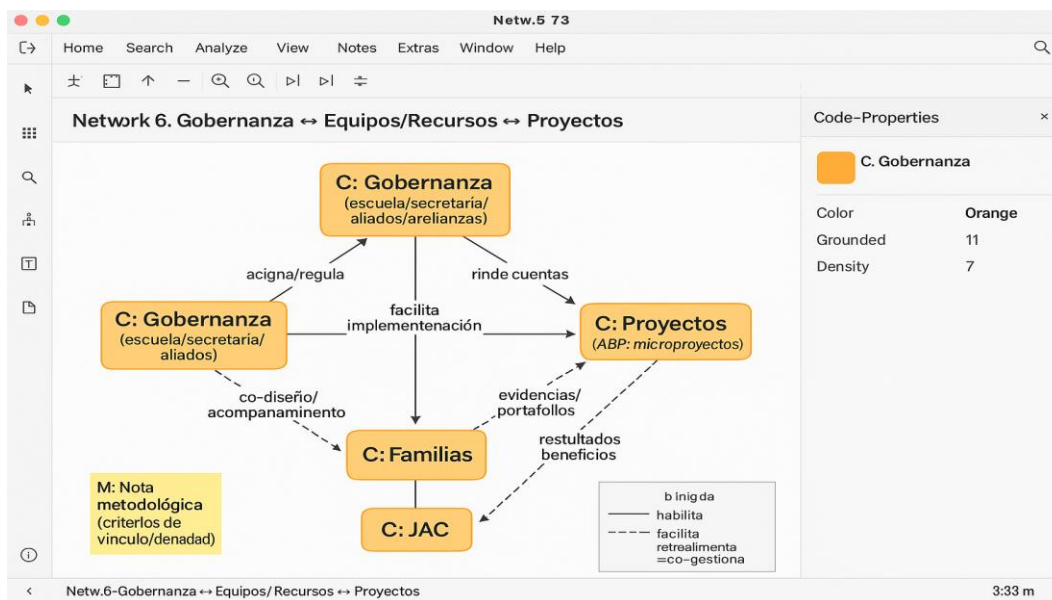 Netw.5 73
Home Search Analyze View Notes Extras Window Help
Network 6. Gobernanza ↔ Equipos/Recursos ↔ Proyectos
Code-Properties ×
C. Gobernanza
Color Orange
Grounded 11
Density 7
C: Gobernanza
(escuela/secretaria/
aliados/arelianzas)
acigna/regula
rinde cuentas
facilita
implementenación
C: Gobernanza
(escuela/secretaria/
aliados)
C: Proyectos
(ABP: microproyectos)
co-diseño/
acompanaminento
evidencias/
portafollos
C: Familias
restultados
beneficios
C: JAC
M: Nota
metodológica
(criterlos de
vinculo/denadad)
b lnigda
habilita
facilita
retrealimenta
=co-gestiona
Netw.6-Gobernanza ↔ Equipos/Recursos ↔ Proyectos
3:33 m